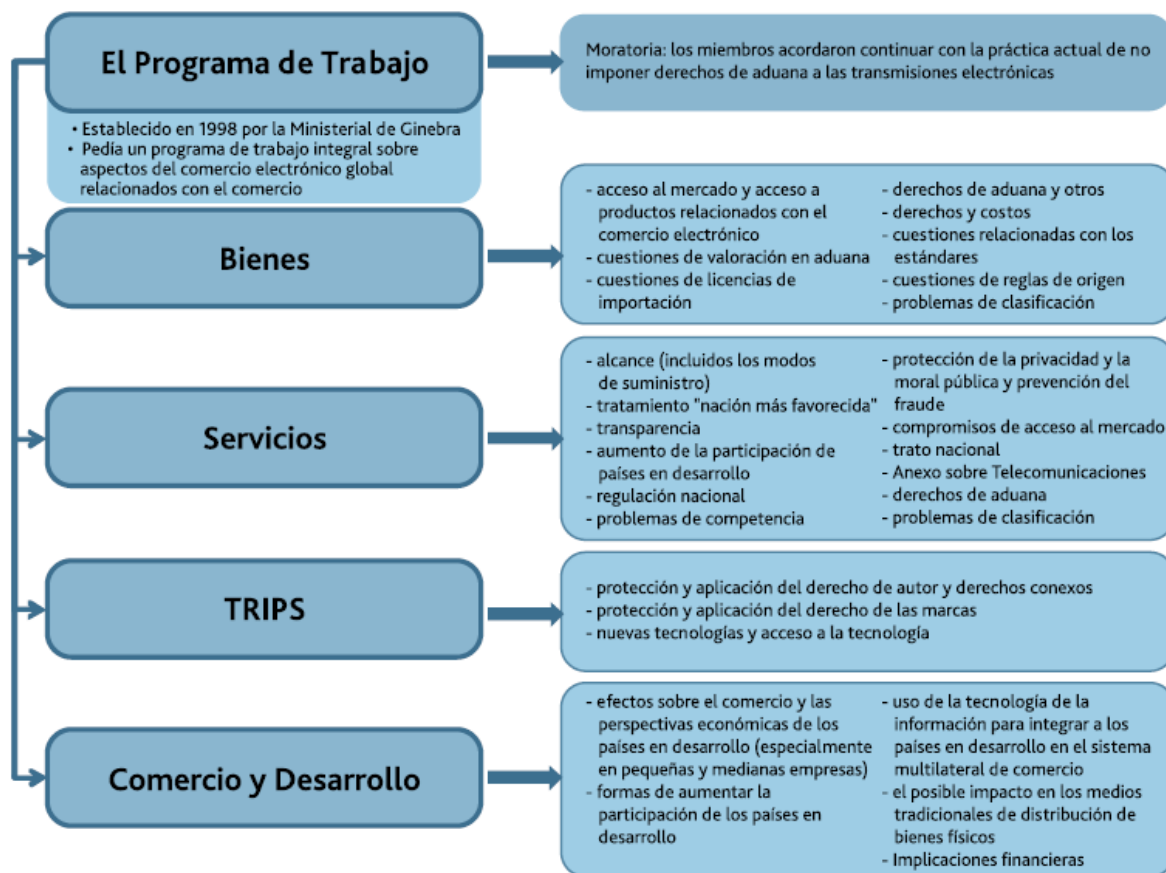 El Programa de Trabajo
• Establecido en 1998 por la Ministerial de Ginebra
• Pedía un programa de trabajo integral sobre
aspectos del comercio electrónico global
relacionados con el comercio
Moratoria: los miembros acordaron continuar con la práctica actual de no
imponer derechos de aduana a las transmisiones electrónicas
Bienes
- acceso al mercado y acceso a
productos relacionados con el
comercio electrónico
- cuestiones de valoración en aduana
- cuestiones de licencias de
importación
- derechos de aduana y otros
- derechos y costos
- cuestiones relacionadas con los
estándares
- cuestiones de reglas de origen
- problemas de clasificación
Servicios
- alcance (incluidos los modos
de suministro)
- tratamiento "nación más favorecida"
- transparencia
- aumento de la participación de
países en desarrollo
- regulación nacional
- problemas de competencia
- protección de la privacidad y la
moral pública y prevención del
fraude
- compromisos de acceso al mercado
- trato nacional
- Anexo sobre Telecomunicaciones
- derechos de aduana
- problemas de clasificación
TRIPS
- protección y aplicación del derecho de autor y derechos conexos
- protección y aplicación del derecho de las marcas
- nuevas tecnologías y acceso a la tecnología
Comercio y Desarrollo
- efectos sobre el comercio y las
perspectivas económicas de los
países en desarrollo (especialmente
en pequeñas y medianas empresas)
- formas de aumentar la
participación de los países en
desarrollo
- uso de la tecnología de la
información para integrar a los
países en desarrollo en el sistema
multilateral de comercio
- el posible impacto en los medios
tradicionales de distribución de
bienes físicos
- Implicaciones financieras